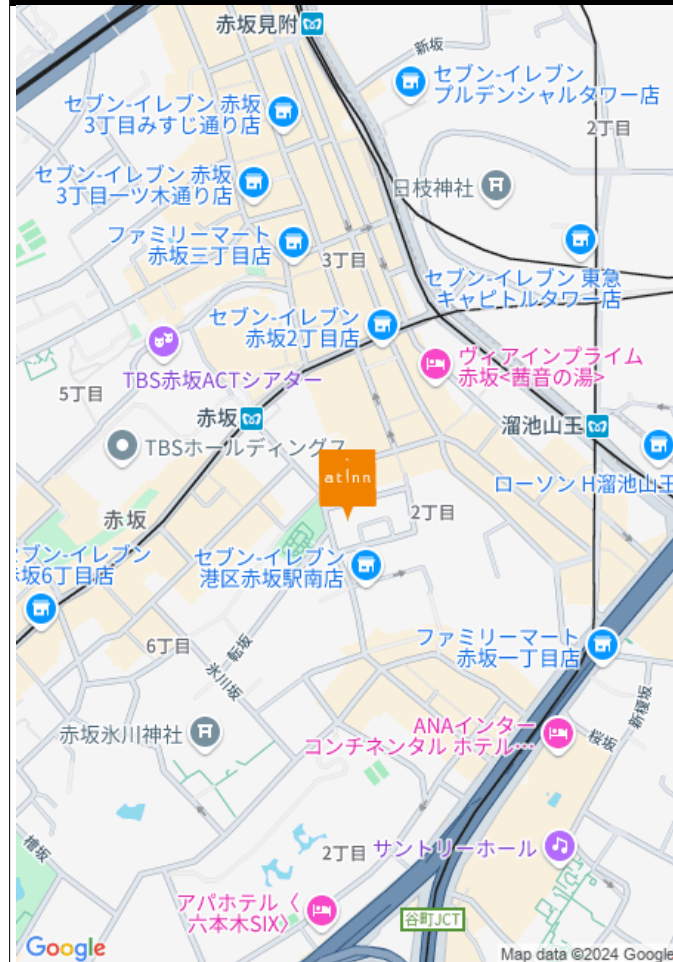 赤坂見附
新坂
セブン-イレブン
プルデンシャルタワー店
セブン-イレブン 赤坂
3丁目みすじ通り店
2丁目
セブン-イレブン 赤坂
3丁目一ツ木通り店
日枝神社
ファミリーマート
赤坂三丁目店
3丁目
セブン-イレブン 東急
キャピトルタワー店
セブン-イレブン
赤坂2丁目店
TBS赤坂ACTシアター
ヴィアインプライム
赤坂<茜音の湯>
5丁目
赤坂
溜池山王
TBSホールディングス
atInn
ローソン H溜池山王
赤坂
2丁目
セブン-イレブン
港区赤坂駅南店
ブン-イレブン
坂6丁目店
6丁目
転坂
氷川坂
ファミリーマート
赤坂一丁目店
赤坂氷川神社
ANAインター
コンチネンタル ホテル…
新榎坂
桜坂
檜坂
2丁目
サントリーホール
アパホテル〈
六本木SIX〉
谷町JCT
Google
Map data ©2024 Google